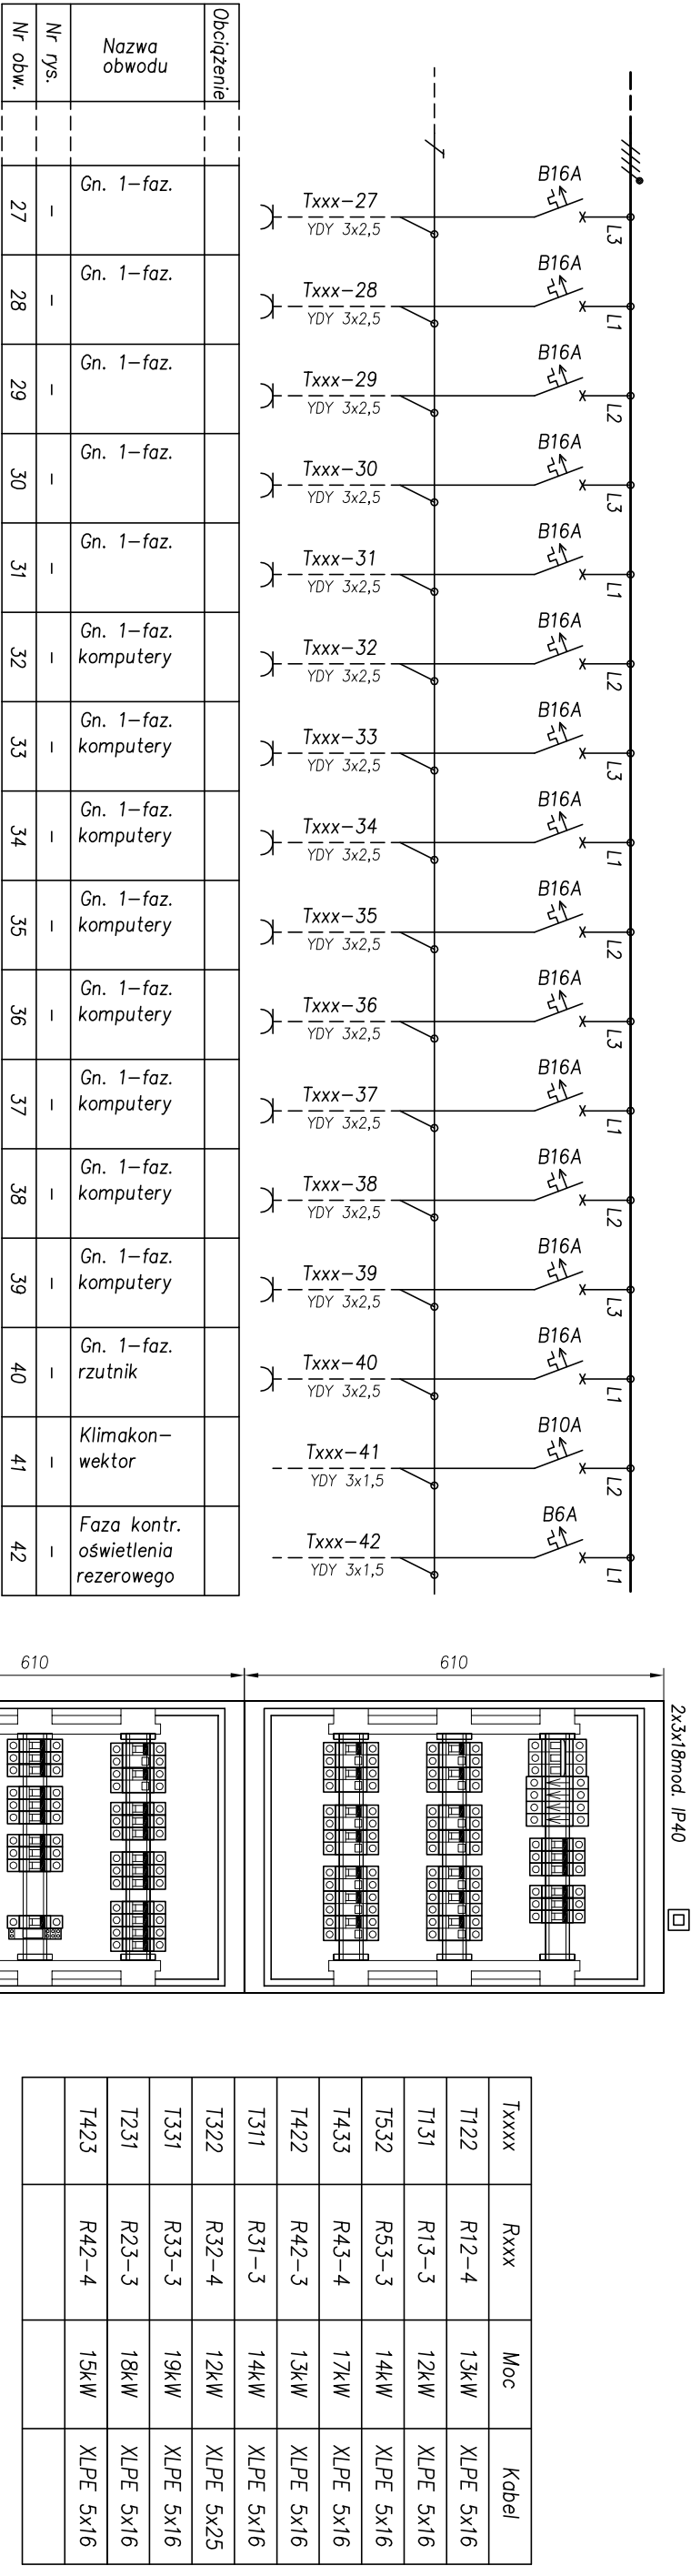 Obciążenie
Nazwa
obwodu
Nr rys.
Nr obw.
B16A
L3
Txxx-27
YDY 3x2,5
Gn. 1-faz.
-
27
B16A
L1
Txxx-28
YDY 3x2,5
Gn. 1-faz.
-
28
B16A
L2
Txxx-29
YDY 3x2,5
Gn. 1-faz.
-
29
B16A
L3
Txxx-30
YDY 3x2,5
Gn. 1-faz.
-
30
B16A
L1
Txxx-31
YDY 3x2,5
Gn. 1-faz.
-
31
B16A
L2
Txxx-32
YDY 3x2,5
Gn. 1-faz.
komputery
-
32
B16A
L3
Txxx-33
YDY 3x2,5
Gn. 1-faz.
komputery
-
33
B16A
L1
Txxx-34
YDY 3x2,5
Gn. 1-faz.
komputery
-
34
B16A
L2
Txxx-35
YDY 3x2,5
Gn. 1-faz.
komputery
-
35
B16A
L3
Txxx-36
YDY 3x2,5
Gn. 1-faz.
komputery
-
36
B16A
L1
Txxx-37
YDY 3x2,5
Gn. 1-faz.
komputery
-
37
B16A
L2
Txxx-38
YDY 3x2,5
Gn. 1-faz.
komputery
-
38
B16A
L3
Txxx-39
YDY 3x2,5
Gn. 1-faz.
komputery
-
39
B16A
L1
Txxx-40
YDY 3x2,5
Gn. 1-faz.
rzutnik
-
40
B10A
L2
Txxx-41
YDY 3x1,5
Klimakon-
wektor
-
41
B6A
L1
Txxx-42
YDY 3x1,5
Faza kontr.
oświetlenia
rezerowego
-
42
610
610
2x3x18mod. IP40
Txxxx Rxxx Moc Kabel
T122 R12-4 13kW XLPE 5x16
T131 R13-3 12kW XLPE 5x16
T532 R53-3 14kW XLPE 5x16
T433 R43-4 17kW XLPE 5x16
T422 R42-3 13kW XLPE 5x16
T311 R31-3 14kW XLPE 5x16
T322 R32-4 12kW XLPE 5x25
T331 R33-3 19kW XLPE 5x16
T231 R23-3 18kW XLPE 5x16
T423 R42-4 15kW XLPE 5x16